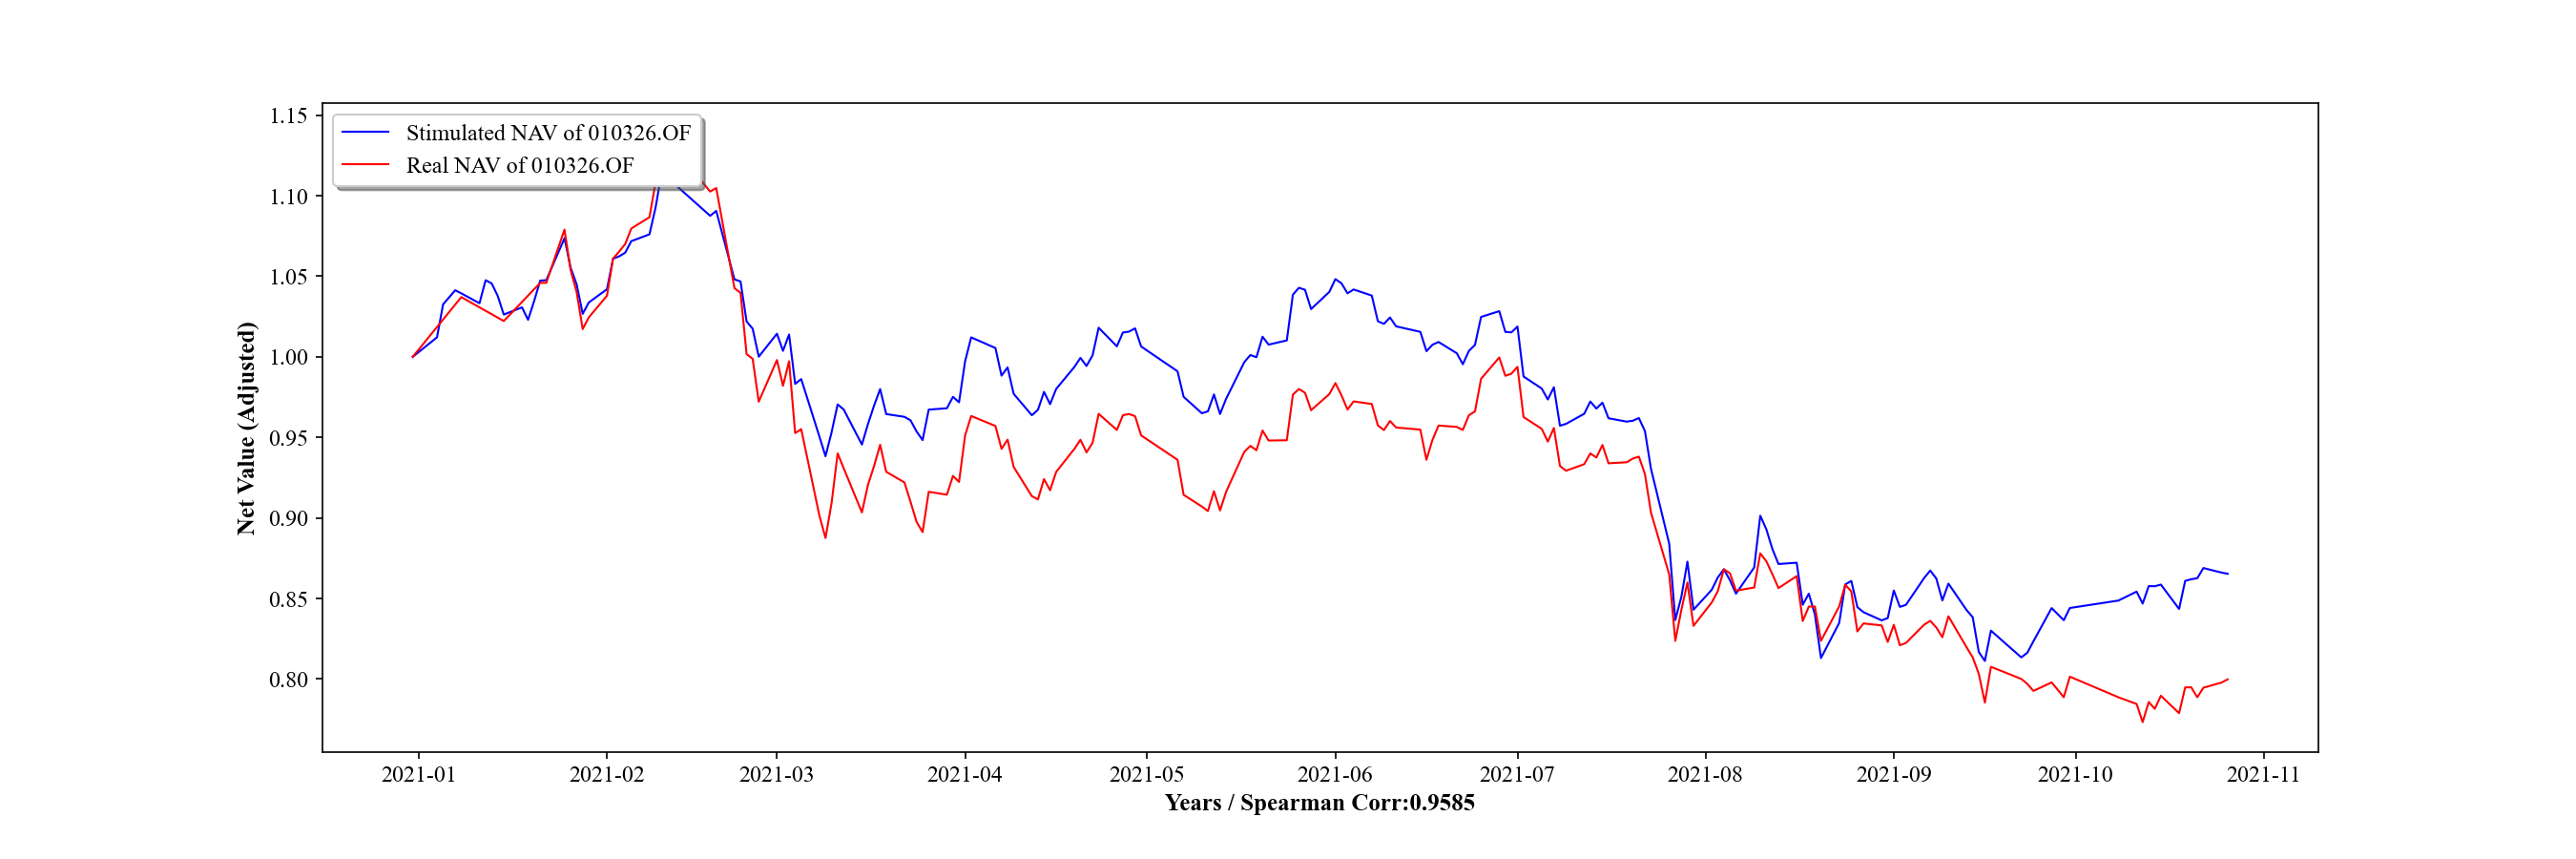 Stimulated NAV of 010326.OF
Real NAV of 010326.OF
Net Value (Adjusted)
1.15
1.10
1.05
1.00
0.95
0.90
0.85
0.80
2021-01 2021-02 2021-03 2021-04 2021-05 2021-06 2021-07 2021-08 2021-09 2021-10 2021-11
Years / Spearman Corr:0.9585